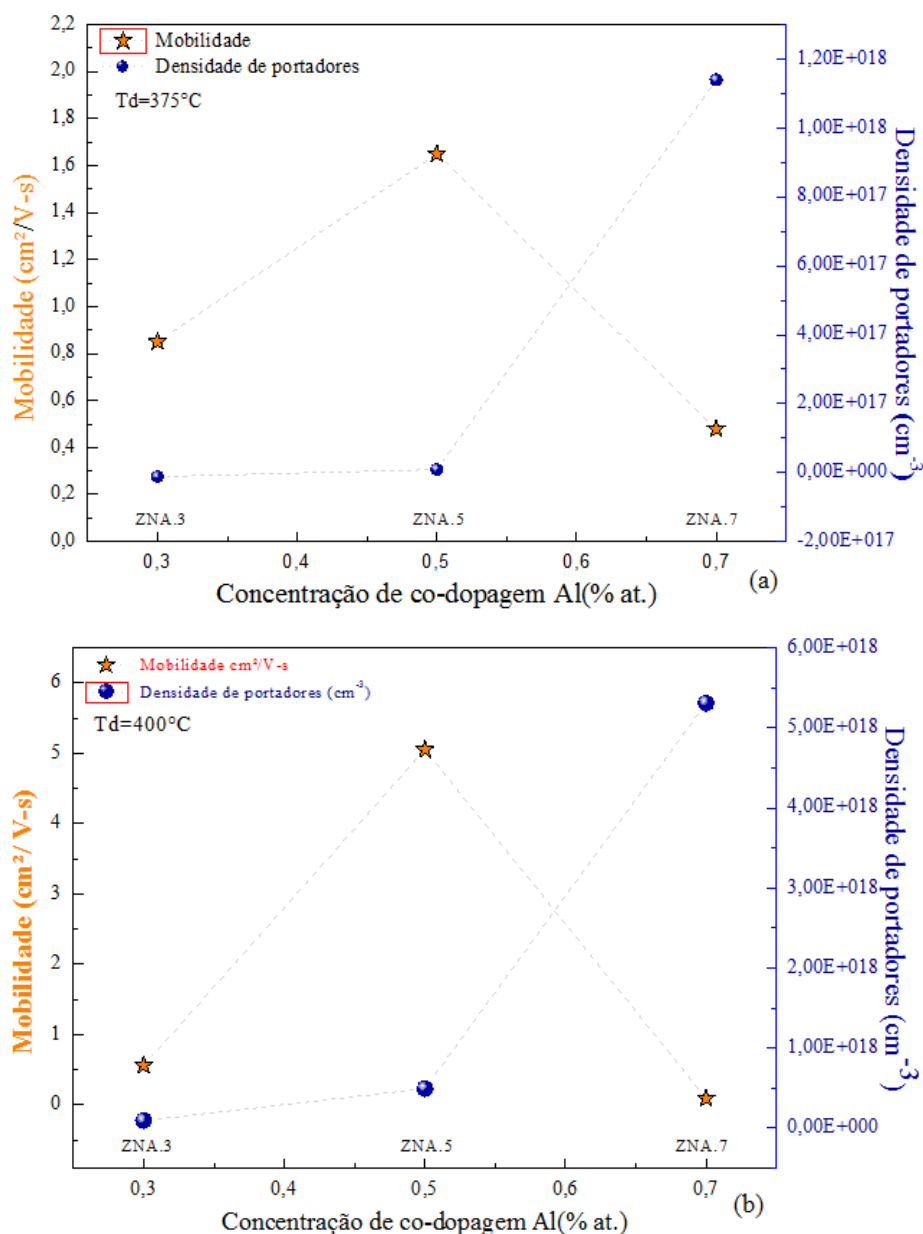 2,2
2,0
1,8
1,6
1,4
1,2
1,0
0,8
0,6
0,4
0,2
0,0
Mobilidade (cm²/V-s)
Mobilidade
Densidade de portadores
Td=375°C
ZNA.3
ZNA.5
ZNA.7
1,20E+018
1,00E+018
8,00E+017
6,00E+017
4,00E+017
2,00E+017
0,00E+000
-2,00E+017
Densidade de portadores (cm⁻³)
0,3
0,4
0,5
0,6
0,7
(a)
Concentração de co-dopagem Al(% at.)
6
5
4
3
2
1
0
Mobilidade (cm²/ V-s)
Mobilidade cm²/V-s
Densidade de portadores (cm⁻³)
Td=400°C
ZNA.3
ZNA.5
ZNA.7
6,00E+018
5,00E+018
4,00E+018
3,00E+018
2,00E+018
1,00E+018
0,00E+000
Densidade de portadores (cm⁻³)
0,3
0,4
0,5
0,6
0,7
(b)
Concentração de co-dopagem Al(% at.)